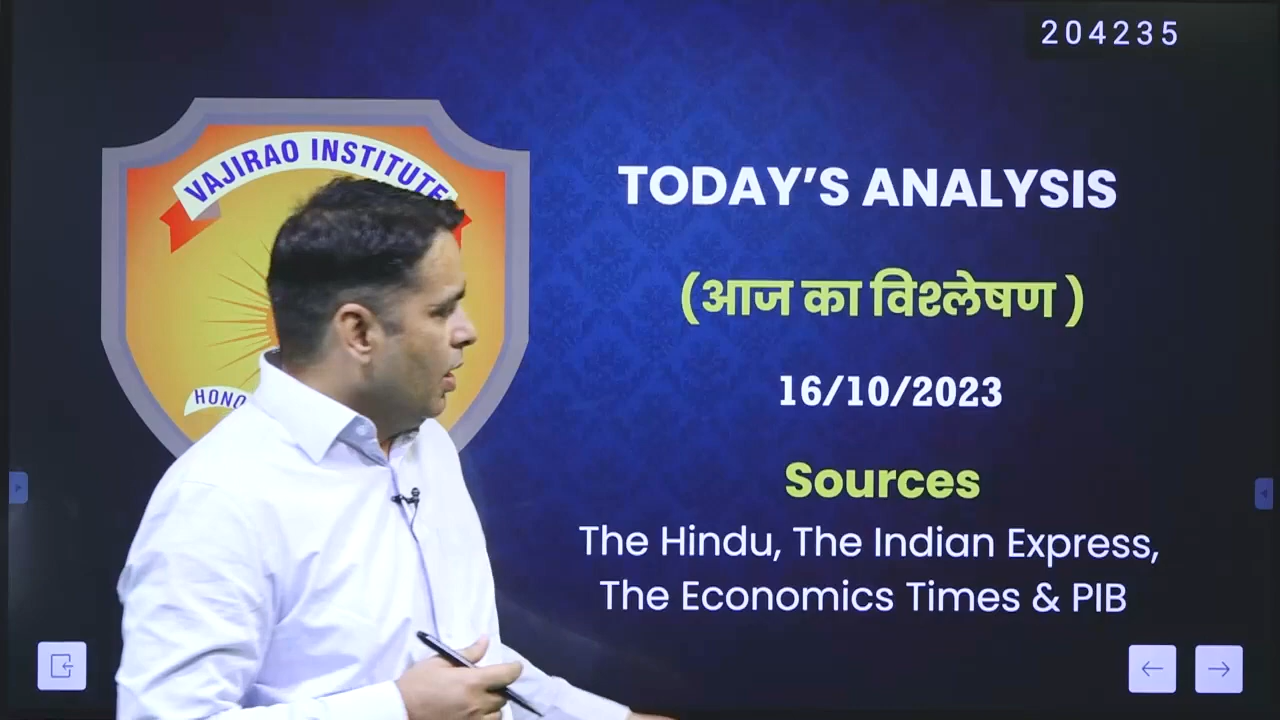 204235
VAJIRAO INSTITUTE
TODAY'S ANALYSIS
(आज का विश्लेषण )
16/10/2023
Sources
The Hindu, The Indian Express,
The Economics Times & PIB